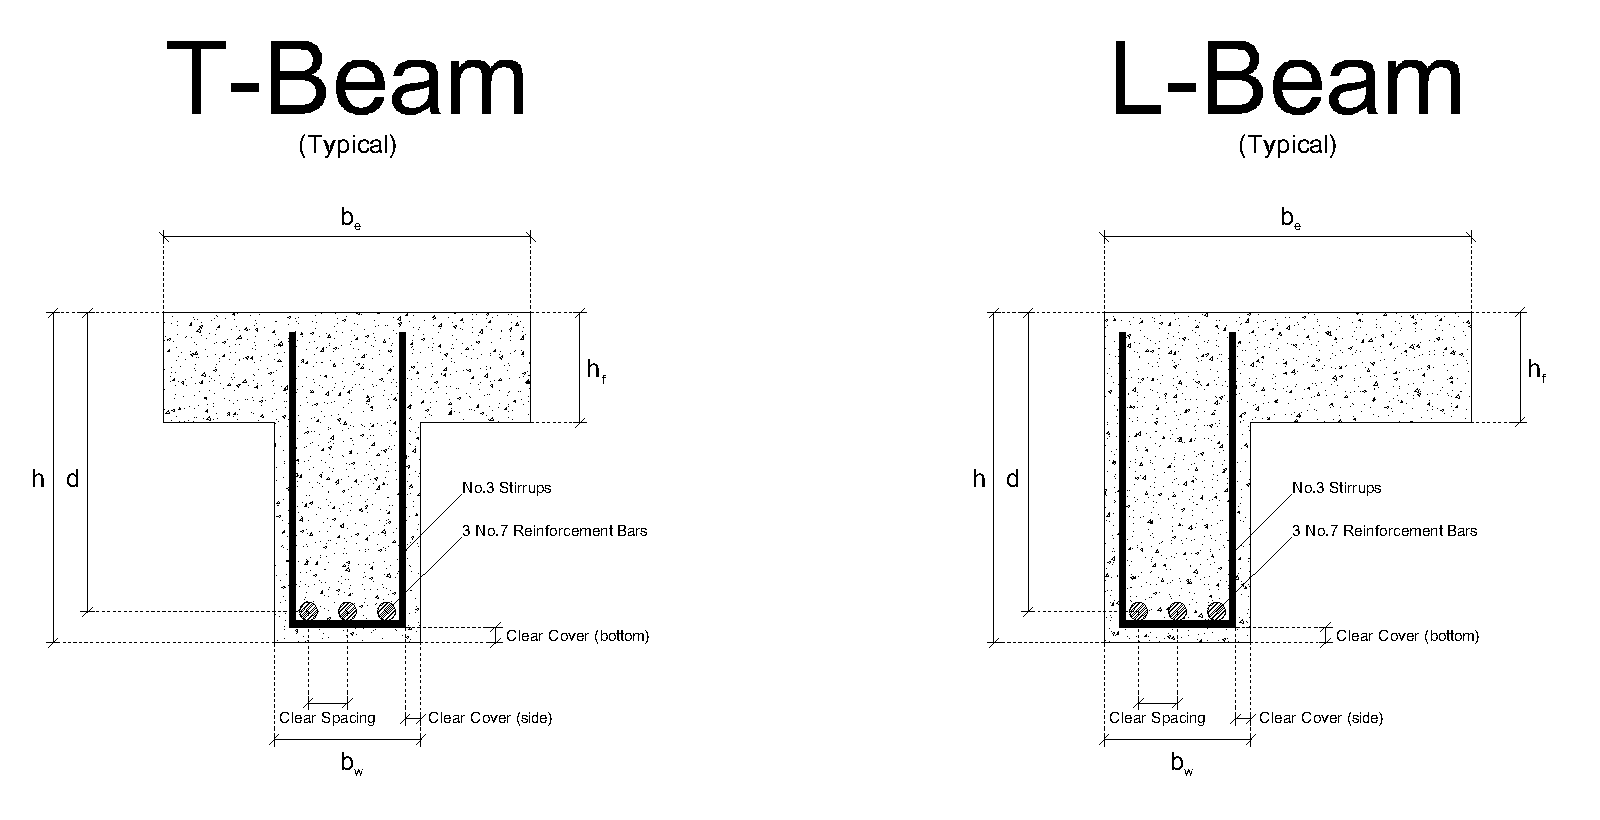 T-Beam
(Typical)
bₑ
h
d
h_f
No.3 Stirrups
3 No.7 Reinforcement Bars
Clear Cover (bottom)
Clear Spacing
Clear Cover (side)
b_w
L-Beam
(Typical)
bₑ
h
d
h_f
No.3 Stirrups
3 No.7 Reinforcement Bars
Clear Cover (bottom)
Clear Spacing
Clear Cover (side)
b_w